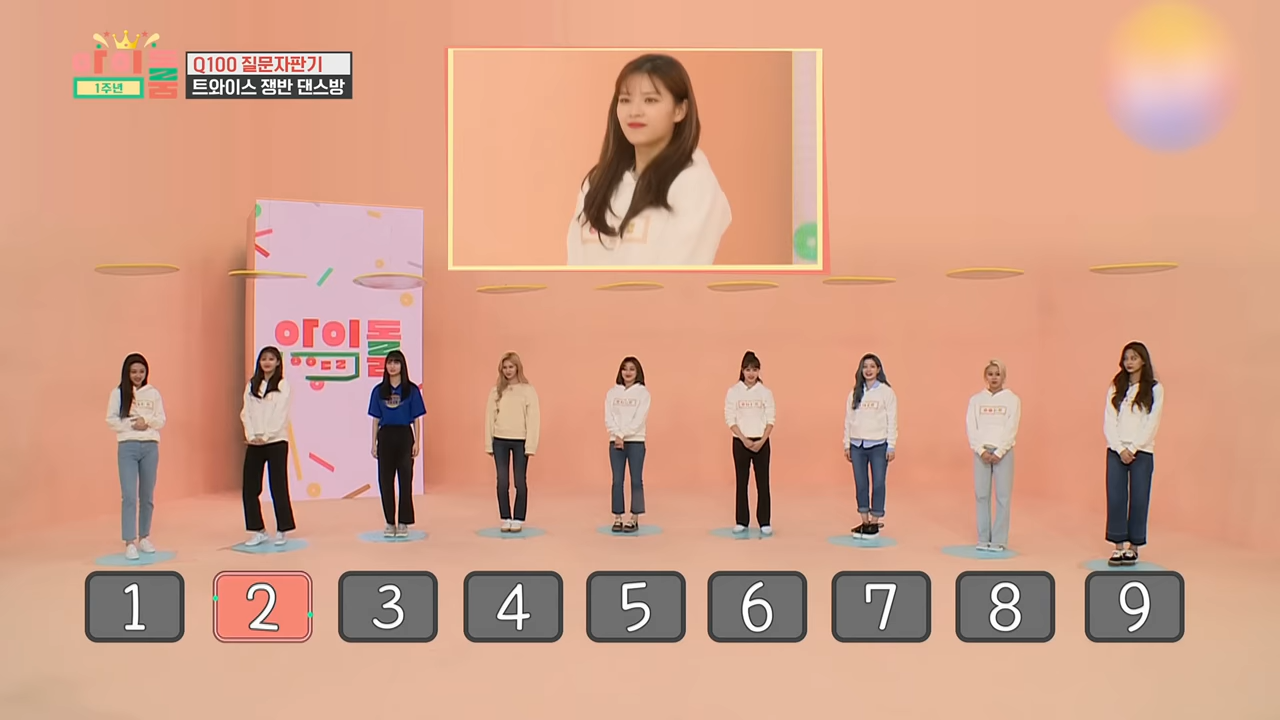 아이돌룸
1주년
Q100 질문자판기
트와이스 쟁반 댄스방
아이돌
1 2 3 4 5 6 7 8 9